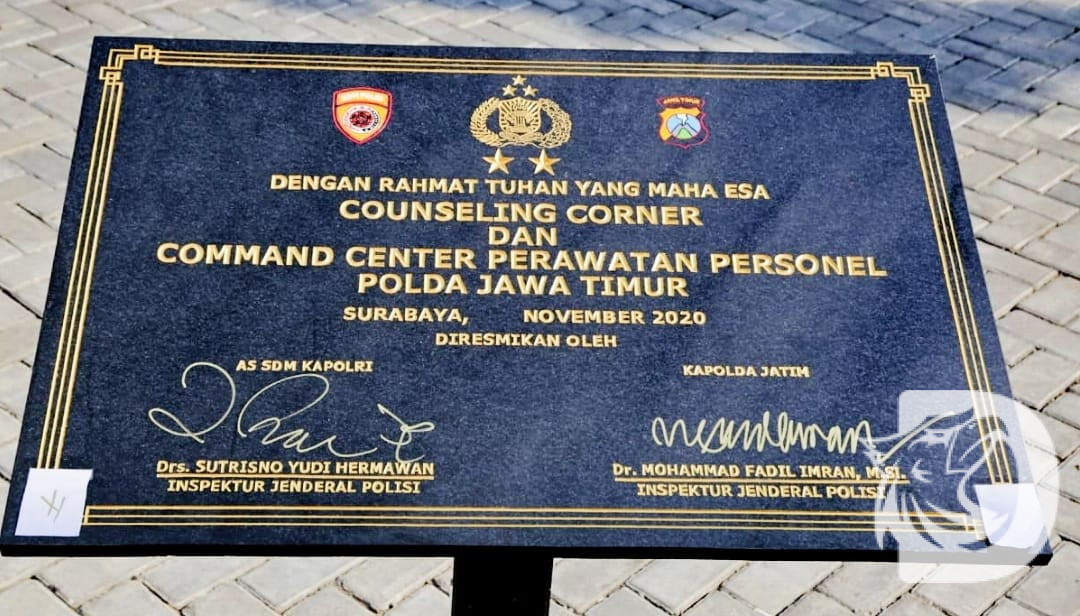 JAWA TIMUR
DENGAN RAHMAT TUHAN YANG MAHA ESA
COUNSELING CORNER
DAN
COMMAND CENTER PERAWATAN PERSONEL
POLDA JAWA TIMUR
SURABAYA, NOVEMBER 2020
DIRESMIKAN OLEH
AS SDM KAPOLRI
Drs. SUTRISNO YUDI HERMAWAN
INSPEKTUR JENDERAL POLISI
KAPOLDA JATIM
Dr. MOHAMMAD FADIL IMRAN, M.SI.
INSPEKTUR JENDERAL POLISI